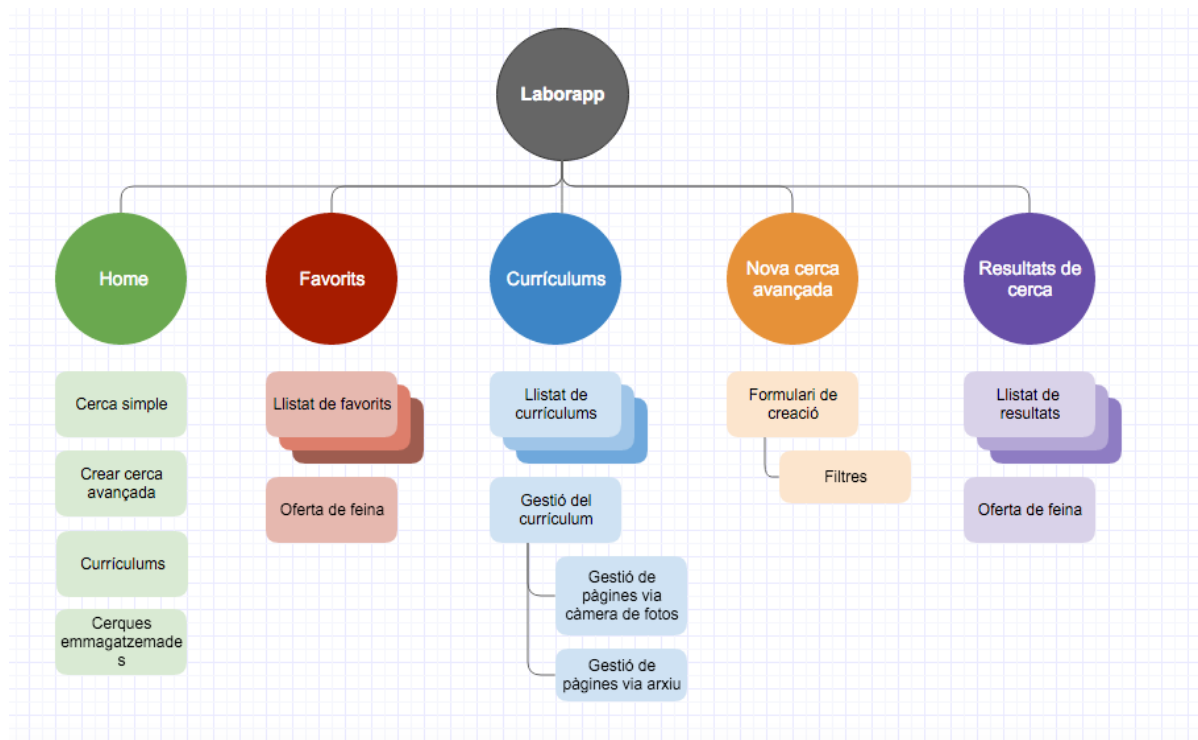 Laborapp
Home
Favorits
Currículums
Nova cerca
avançada
Resultats de
cerca
Cerca simple
Crear cerca
avançada
Currículums
Cerques
emmagatzemade
s
Llistat de favorits
Oferta de feina
Llistat de
currículums
Gestió del
currículum
Gestió de
pàgines via
càmera de fotos
Gestió de
pàgines via arxiu
Formulari de
creació
Filtres
Llistat de
resultats
Oferta de feina